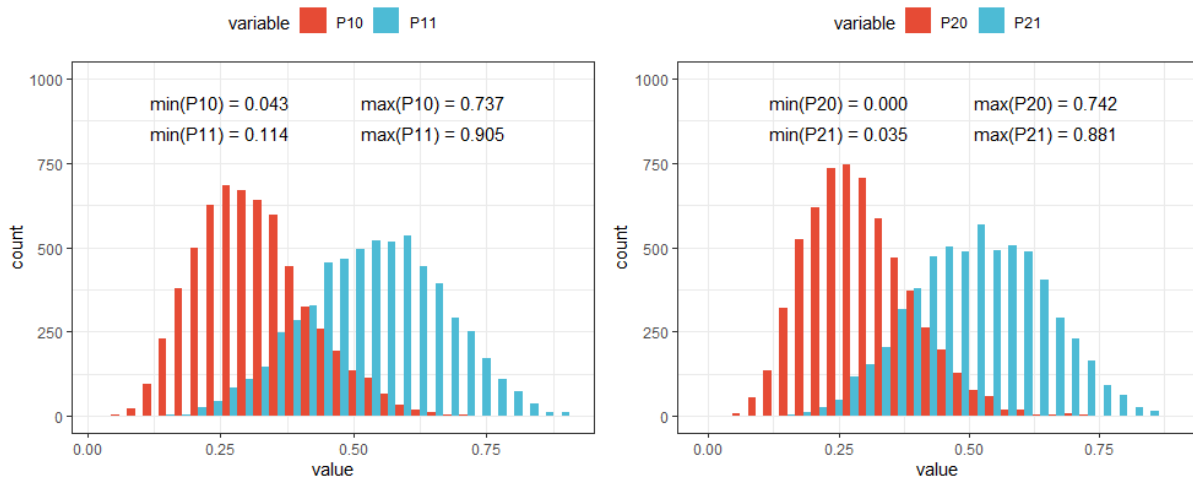 variable P10 P11
1000
750
500
250
0
count
min(P10) = 0.043 max(P10) = 0.737
min(P11) = 0.114 max(P11) = 0.905
0.00 0.25 0.50 0.75
value
variable P20 P21
1000
750
500
250
0
count
min(P20) = 0.000 max(P20) = 0.742
min(P21) = 0.035 max(P21) = 0.881
0.00 0.25 0.50 0.75
value